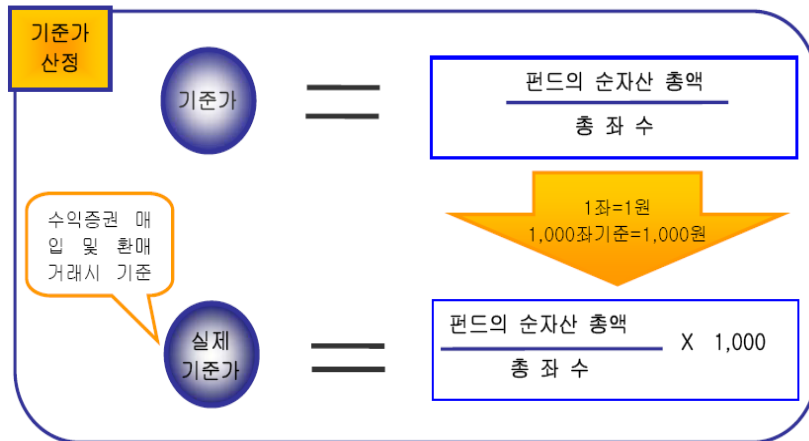 기준가
산정
기준가
=
펀드의 순자산 총액
총 좌 수
1좌=1원
1,000좌기준=1,000원
수익증권 매
입 및 환매
거래시 기준
실제
기준가
=
펀드의 순자산 총액
총 좌 수
X 1,000